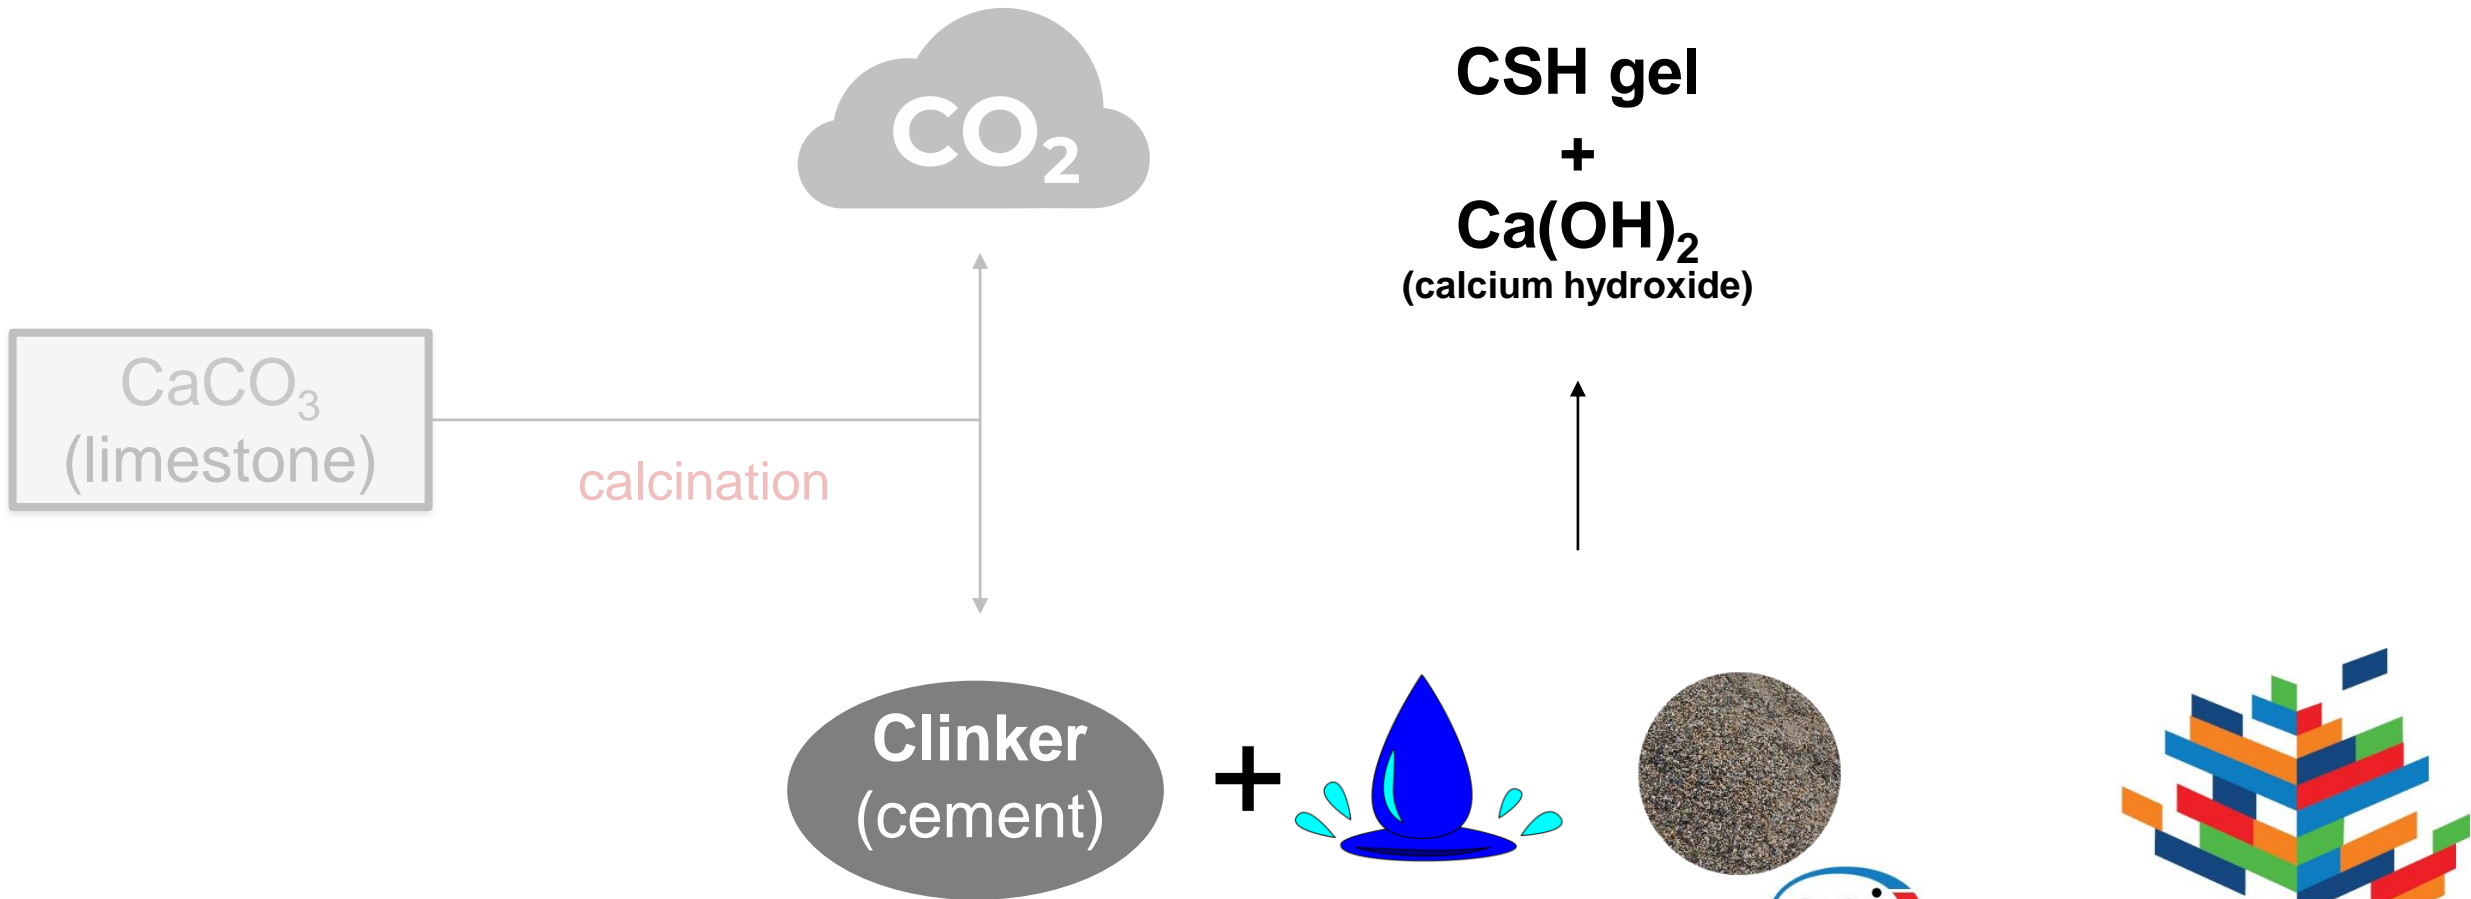 CO₂
CSH gel
+
Ca(OH)₂
(calcium hydroxide)
CaCO₃
(limestone)
calcination
Clinker
(cement)
+